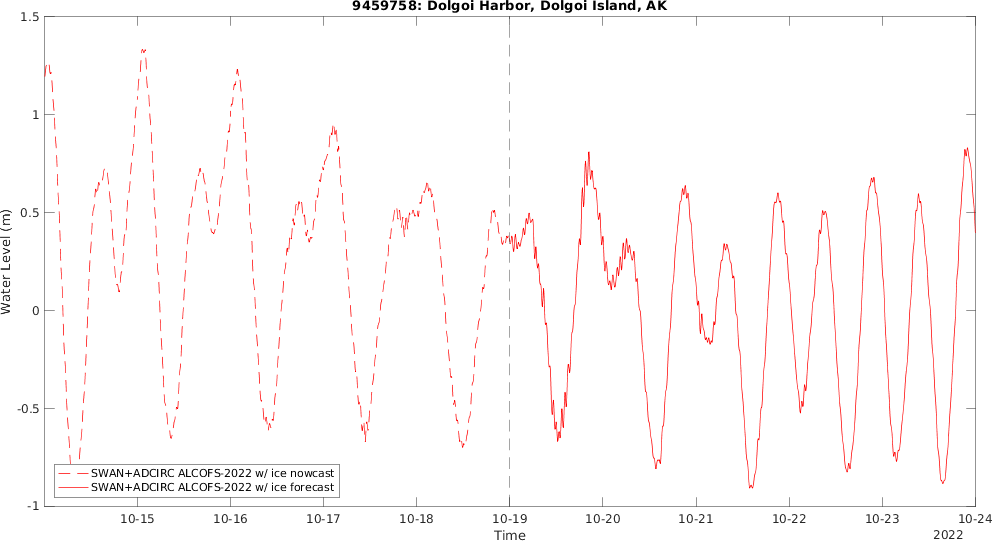 9459758: Dolgoi Harbor, Dolgoi Island, AK
1.5
1
0.5
0
-0.5
-1
Water Level (m)
SWAN+ADCIRC ALCOFS-2022 w/ ice nowcast
SWAN+ADCIRC ALCOFS-2022 w/ ice forecast
10-15 10-16 10-17 10-18 10-19 10-20 10-21 10-22 10-23 10-24
Time
2022